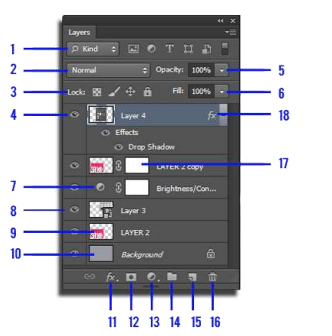 Layers
1
Kind
T
2
Normal
Opacity:
100%
5
3
Lock:
Fill:
100%
6
4
Layer 4
fx
18
Effects
Drop Shadow
LAYER 2 copy
17
7
Brightness/Con...
8
Layer 3
9
LAYER 2
10
Background
fx
11 12 13 14 15 16